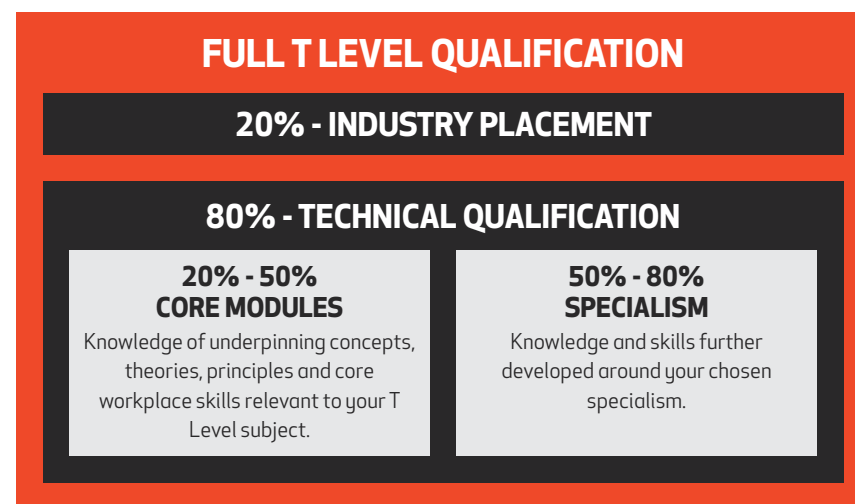 FULL T LEVEL QUALIFICATION
20% - INDUSTRY PLACEMENT
80% - TECHNICAL QUALIFICATION
20% - 50%
CORE MODULES
Knowledge of underpinning concepts,
theories, principles and core
workplace skills relevant to your T
Level subject.
50% - 80%
SPECIALISM
Knowledge and skills further
developed around your chosen
specialism.